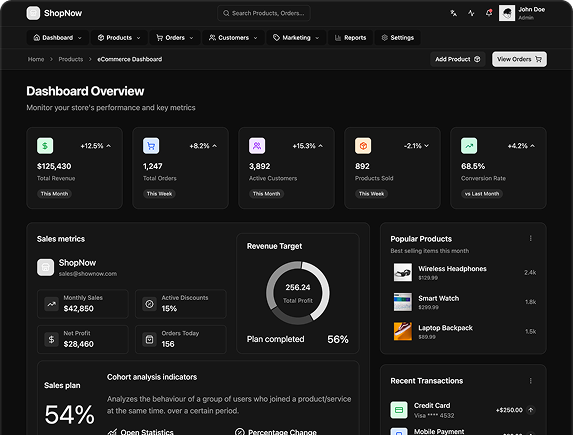 ShopNow
Search Products, Orders...
John Doe
Admin
Dashboard Products Orders Customers Marketing Reports Settings
Home > Products > eCommerce Dashboard
Add Product
View Orders
Dashboard Overview
Monitor your store's performance and key metrics
+12.5%
$125,430
Total Revenue
This Month
+8.2%
1,247
Total Orders
This Week
+15.3%
3,892
Active Customers
This Month
-2.1%
892
Products Sold
This Week
+4.2%
68.5%
Conversion Rate
vs Last Month
Sales metrics
ShopNow
sales@shownow.com
Monthly Sales
$42,850
Active Discounts
15%
Net Profit
$28,460
Orders Today
156
Revenue Target
256.24
Total Profit
Plan completed 56%
Sales plan
54%
Cohort analysis indicators
Analyzes the behaviour of a group of users who joined a product/service
at the same time. over a certain period.
Open Statistics
Percentage Change
Popular Products
Best selling items this month
Wireless Headphones
$129.99
2.4k
Smart Watch
$299.99
1.8k
Laptop Backpack
$89.99
1.5k
Recent Transactions
Credit Card
Visa **** 4532
+$250.00
Mobile Payment